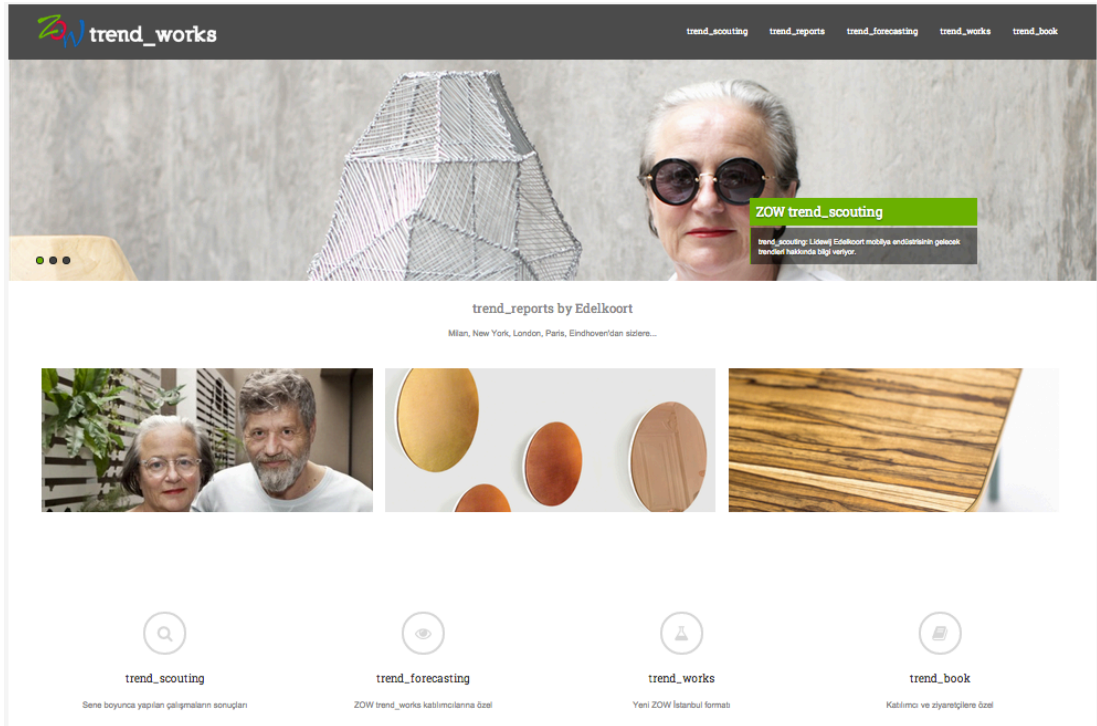 ZOW trend_works
trend_scouting trend_reports trend_forecasting trend_works trend_book
ZOW trend_scouting
trend_scouting: Lidewij Edelkoort mobilya endüstrisinin gelecek
trendleri hakkında bilgi veriyor.
trend_reports by Edelkoort
Milan, New York, London, Paris, Eindhoven'dan sizlere...
trend_scouting
Sene boyunca yapılan çalışmaların sonuçları
trend_forecasting
ZOW trend_works katılımcılarına özel
trend_works
Yeni ZOW İstanbul formatı
trend_book
Katılımcı ve ziyaretçilere özel